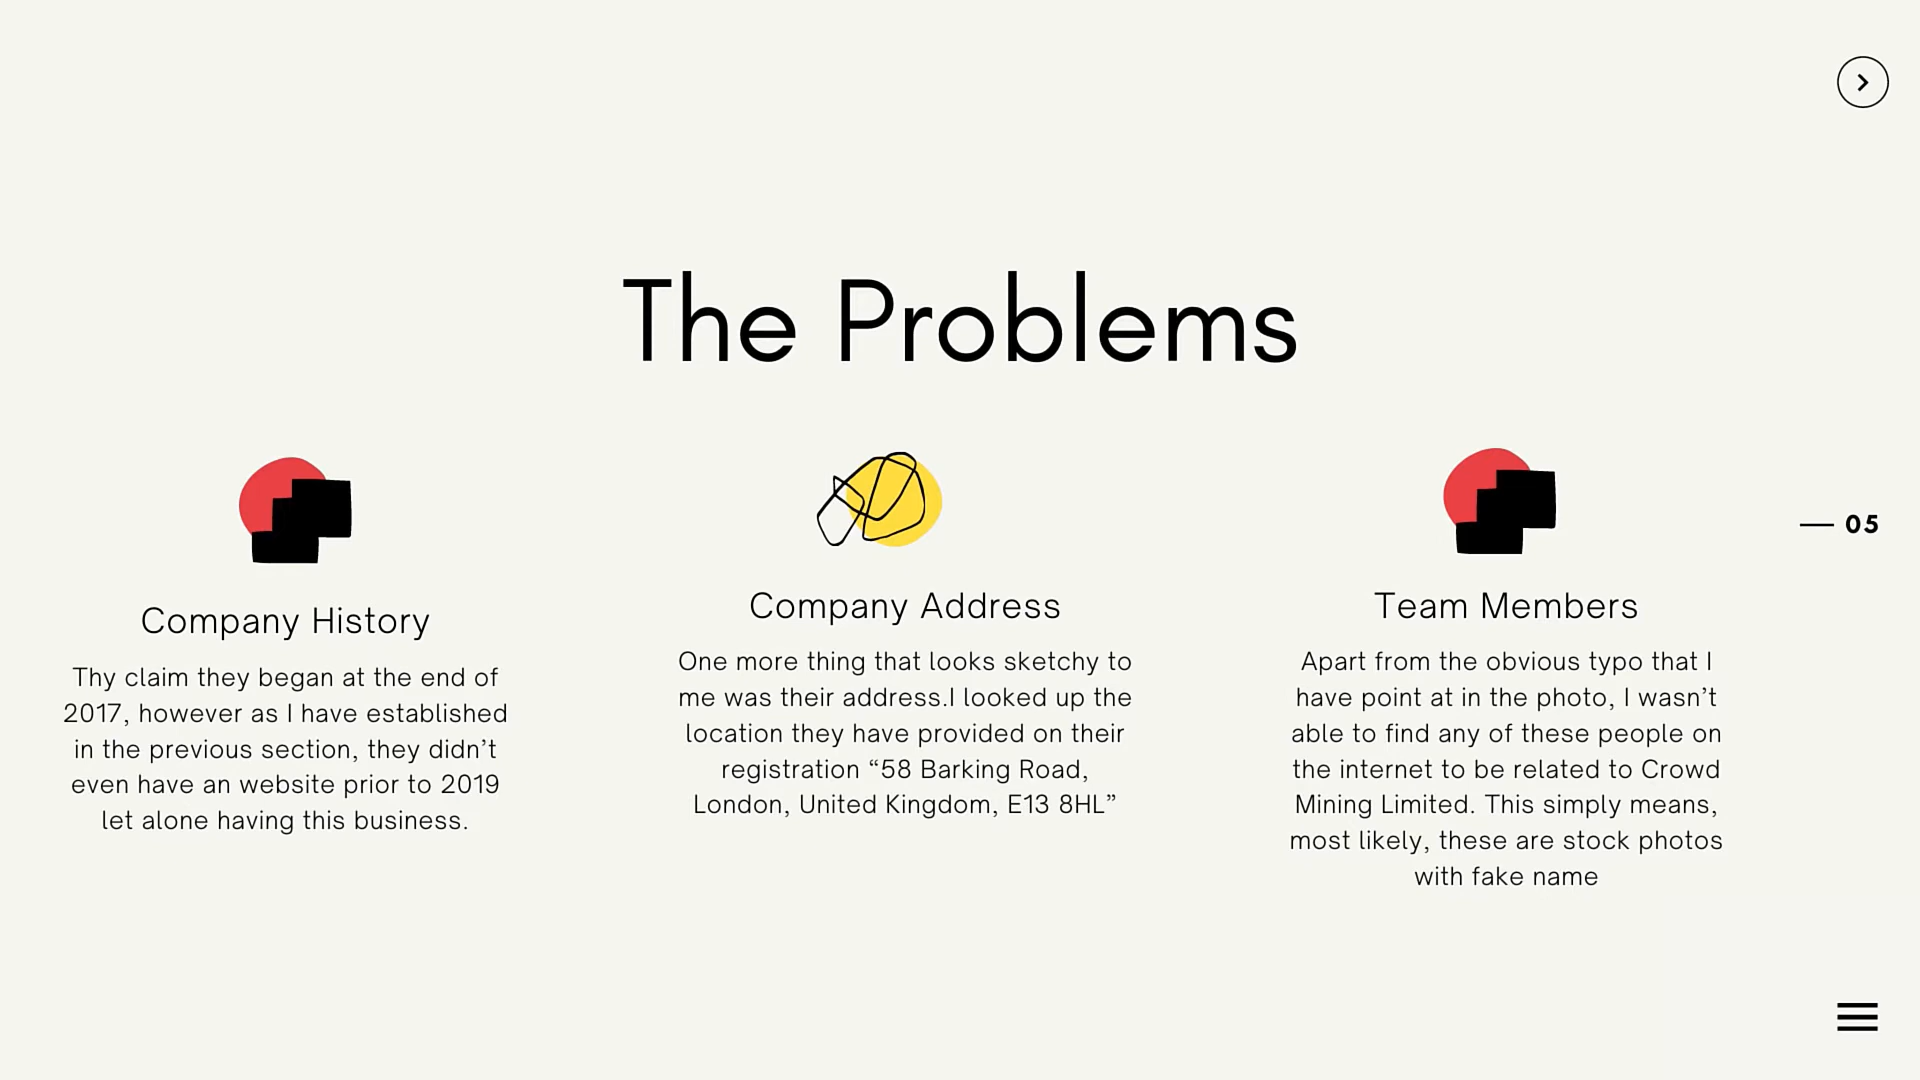 The Problems
Company History
Thy claim they began at the end of
2017, however as I have established
in the previous section, they didn’t
even have an website prior to 2019
let alone having this business.
Company Address
One more thing that looks sketchy to
me was their address.I looked up the
location they have provided on their
registration “58 Barking Road,
London, United Kingdom, E13 8HL”
Team Members
Apart from the obvious typo that I
have point at in the photo, I wasn’t
able to find any of these people on
the internet to be related to Crowd
Mining Limited. This simply means,
most likely, these are stock photos
with fake name
05